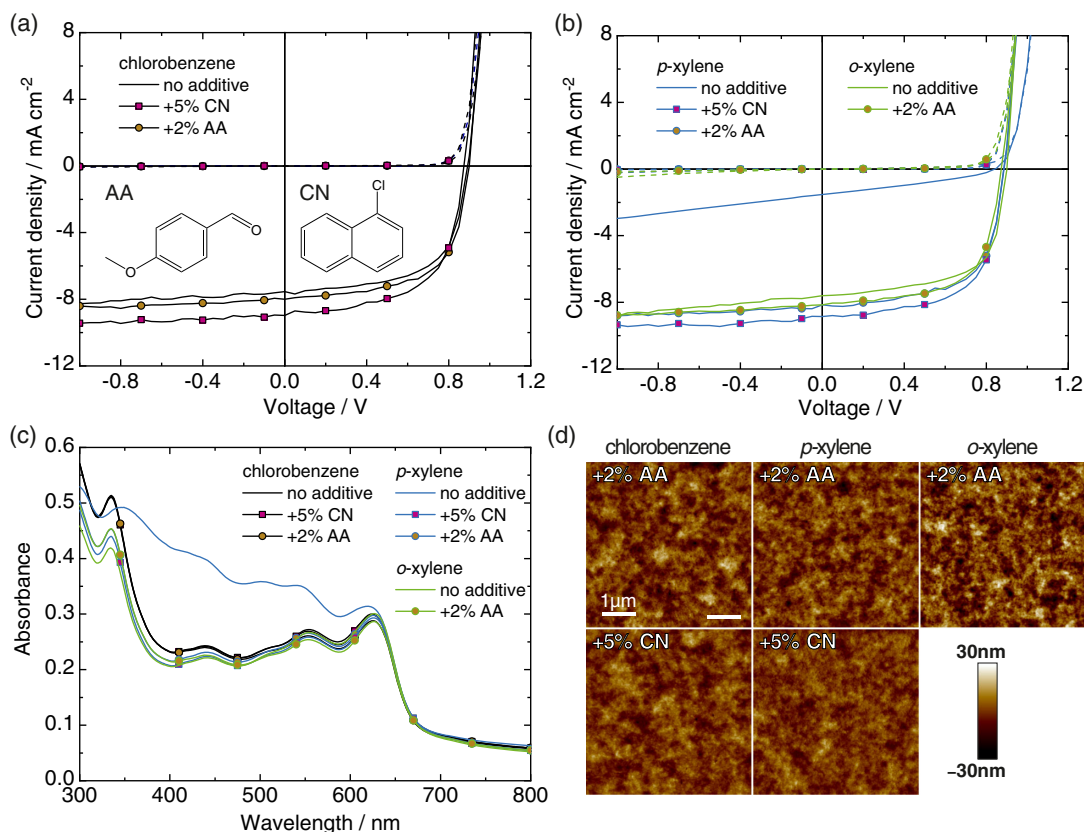 (a)
8
4
0
-4
-8
-12
Current density / mA cm⁻²
chlorobenzene
no additive
+5% CN
+2% AA
AA
CN
Cl
O
O
-0.8
-0.4
0.0
0.4
0.8
1.2
Voltage / V
(b)
8
4
0
-4
-8
-12
Current density / mA cm⁻²
p-xylene
no additive
+5% CN
+2% AA
o-xylene
no additive
+2% AA
-0.8
-0.4
0.0
0.4
0.8
1.2
Voltage / V
(c)
0.6
0.5
0.4
0.3
0.2
0.1
0.0
Absorbance
chlorobenzene
no additive
+5% CN
+2% AA
p-xylene
no additive
+5% CN
+2% AA
o-xylene
no additive
+2% AA
300
400
500
600
700
800
Wavelength / nm
(d)
chlorobenzene
p-xylene
o-xylene
+2% AA
+2% AA
+2% AA
1µm
+5% CN
+5% CN
30nm
−30nm